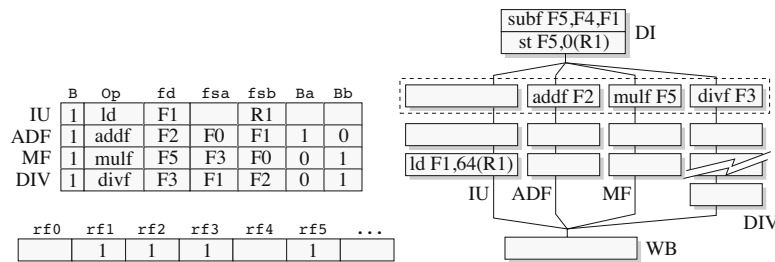 subf F5,F4,F1
st F5,0(R1)
DI
B Op fd fsa fsb Ba Bb
IU 1 ld F1 R1
ADF 1 addf F2 F0 F1 1 0
MF 1 mulf F5 F3 F0 0 1
DIV 1 divf F3 F1 F2 0 1
addf F2 mulf F5 divf F3
ld F1,64(R1)
IU ADF MF
DIV
WB
rf0 rf1 rf2 rf3 rf4 rf5 ...
1 1 1 1